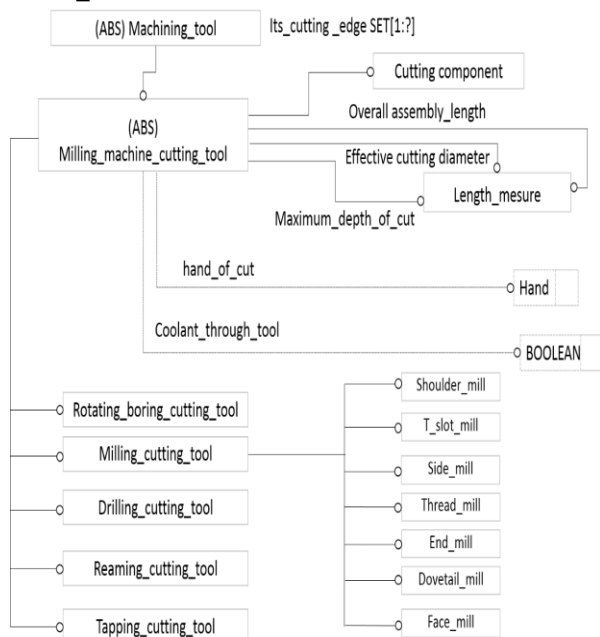 (ABS) Machining_tool
Its_cutting _edge SET[1:?]
Cutting component
(ABS)
Milling_machine_cutting_tool
Overall assembly_length
Effective cutting diameter
Length_mesure
Maximum_depth_of_cut
hand_of_cut
Hand
Coolant_through_tool
BOOLEAN
Rotating_boring_cutting_tool
Milling_cutting_tool
Drilling_cutting_tool
Reaming_cutting_tool
Tapping_cutting_tool
Shoulder_mill
T_slot_mill
Side_mill
Thread_mill
End_mill
Dovetail_mill
Face_mill